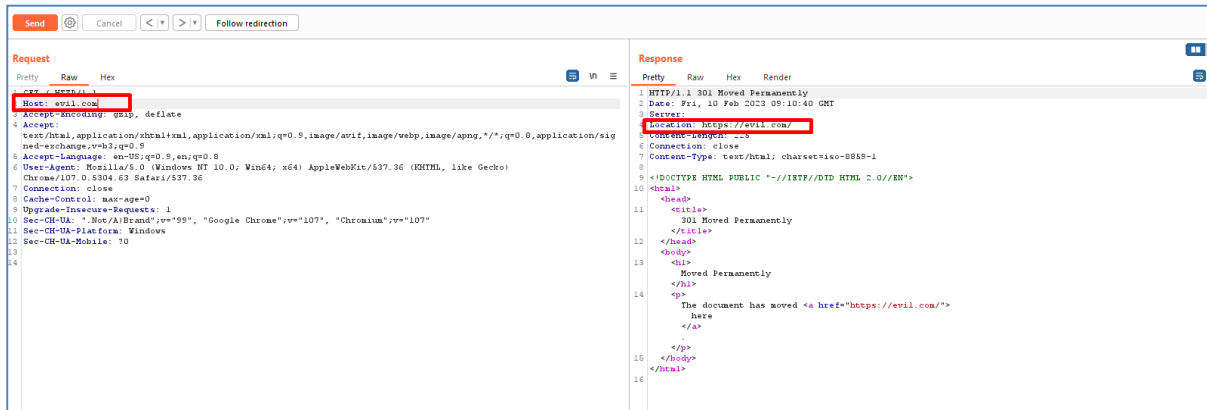 Send Cancel < > Follow redirection
Request
Pretty Raw Hex
\n
1 GET / HTTP/1.1
Host: evil.com
3 Accept-Encoding: gzip, deflate
4 Accept:
text/html,application/xhtml+xml,application/xml;q=0.9,image/avif,image/webp,image/apng,*/*;q=0.8,application/sig
ned-exchange;v=b3;q=0.9
5 Accept-Language: en-US;q=0.9,en;q=0.8
6 User-Agent: Mozilla/5.0 (Windows NT 10.0; Win64; x64) AppleWebKit/537.36 (KHTML, like Gecko)
Chrome/107.0.5304.63 Safari/537.36
7 Connection: close
8 Cache-Control: max-age=0
9 Upgrade-Insecure-Requests: 1
10 Sec-CH-UA: ".Not/A)Brand";v="99", "Google Chrome";v="107", "Chromium";v="107"
11 Sec-CH-UA-Platform: Windows
12 Sec-CH-UA-Mobile: ?0
13
14
Response
Pretty Raw Hex Render
1 HTTP/1.1 301 Moved Permanently
2 Date: Fri, 10 Feb 2023 09:10:40 GMT
3 Server:
4 Location: https://evil.com/
5 Content-Length: 225
6 Connection: close
7 Content-Type: text/html; charset=iso-8859-1
8
9 <!DOCTYPE HTML PUBLIC "-//IETF//DTD HTML 2.0//EN">
10 <html>
<head>
11 <title>
301 Moved Permanently
</title>
12 </head>
<body>
13 <h1>
Moved Permanently
</h1>
14 <p>
The document has moved <a href="https://evil.com/">
here
</a>
.
</p>
15 </body>
</html>
16